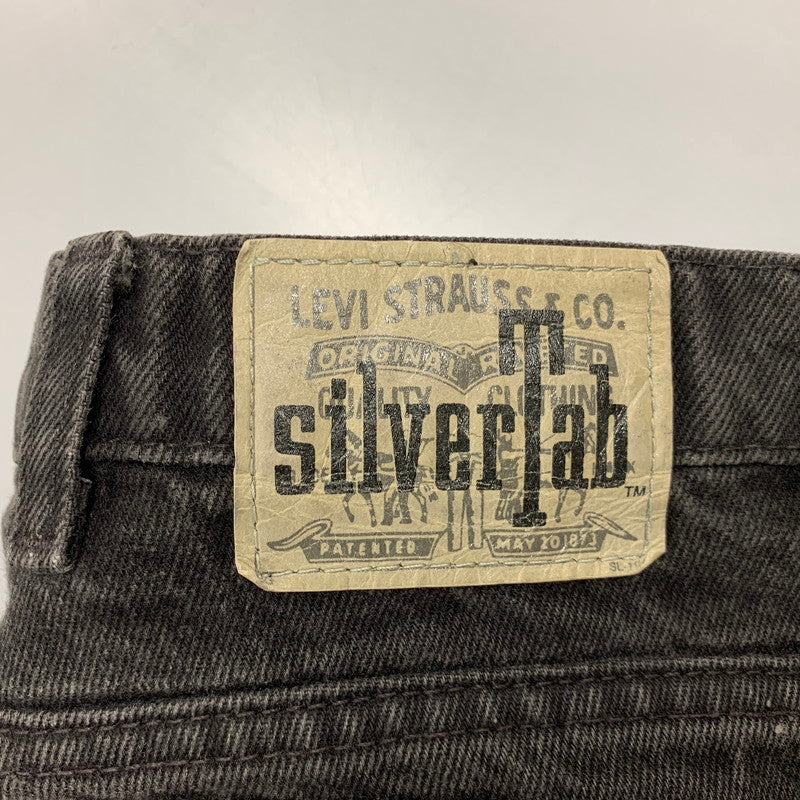 LEVI STRAUSS & CO.
ORIGINAL RIVETED
QUALITY CLOTHING
silverTab
TM
PATENTED MAY 20 1873